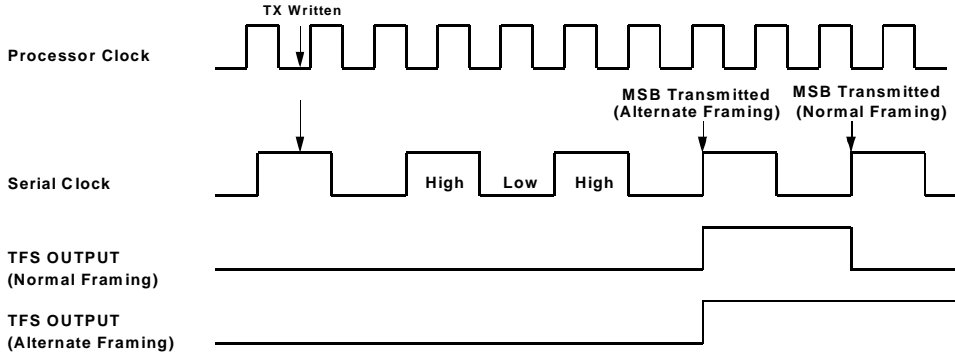 TX Written
Processor Clock
MSB Transmitted
(Alternate Framing)
MSB Transmitted
(Normal Framing)
Serial Clock
High
Low
High
TFS OUTPUT
(Normal Framing)
TFS OUTPUT
(Alternate Framing)